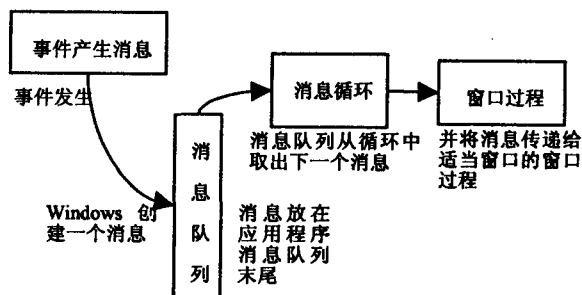 事件产生消息
事件发生
Windows 创
建一个消息
消
息
队
列
消息放在
应用程序
消息队列
末尾
消息循环
消息队列从循环中
取出下一个消息
窗口过程
并将消息传递给
适当窗口的窗口
过程